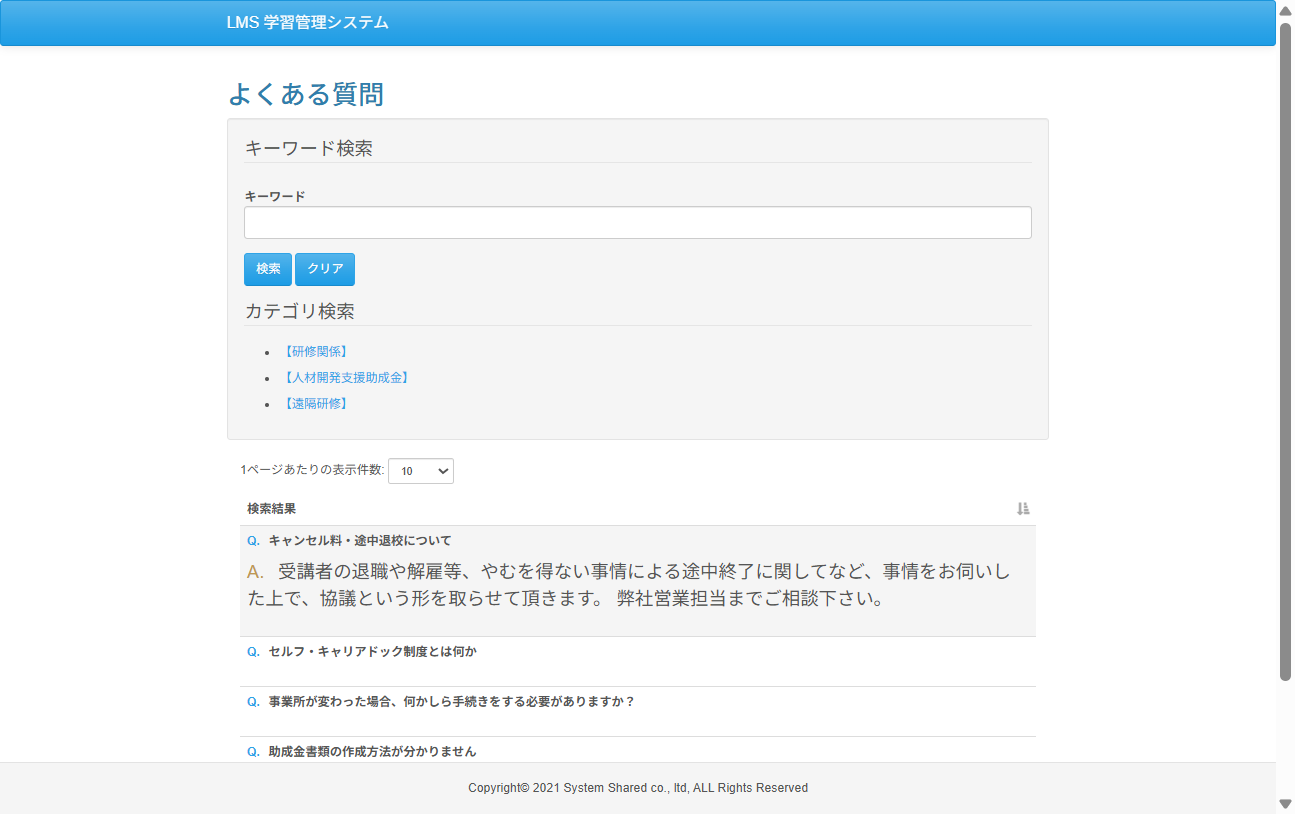 LMS 学習管理システム
よくある質問
キーワード検索
キーワード
検索 クリア
カテゴリ検索
【研修関係】
【人材開発支援助成金】
【遠隔研修】
1ページあたりの表示件数: 10
検索結果
Q. キャンセル料・途中退校について
A. 受講者の退職や解雇等、やむを得ない事情による途中終了に関してなど、事情をお伺いし
た上で、協議という形を取らせて頂きます。 弊社営業担当までご相談下さい。
Q. セルフ・キャリアドック制度とは何か
Q. 事業所が変わった場合、何かしら手続きをする必要がありますか？
Q. 助成金書類の作成方法が分かりません
Copyright© 2021 System Shared co., ltd, ALL Rights Reserved